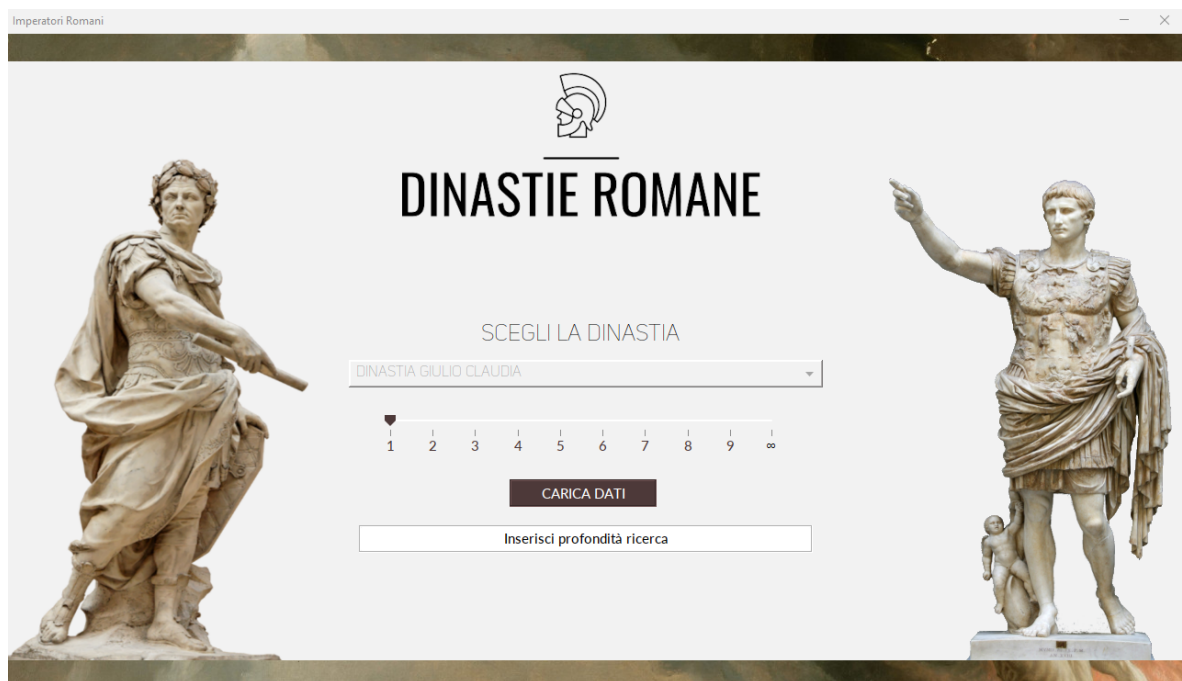 Imperatori Romani
DINASTIE ROMANE
SCEGLI LA DINASTIA
DINASTIA GIULIO CLAUDIA
1 2 3 4 5 6 7 8 9 ∞
CARICA DATI
Inserisci profondità ricerca